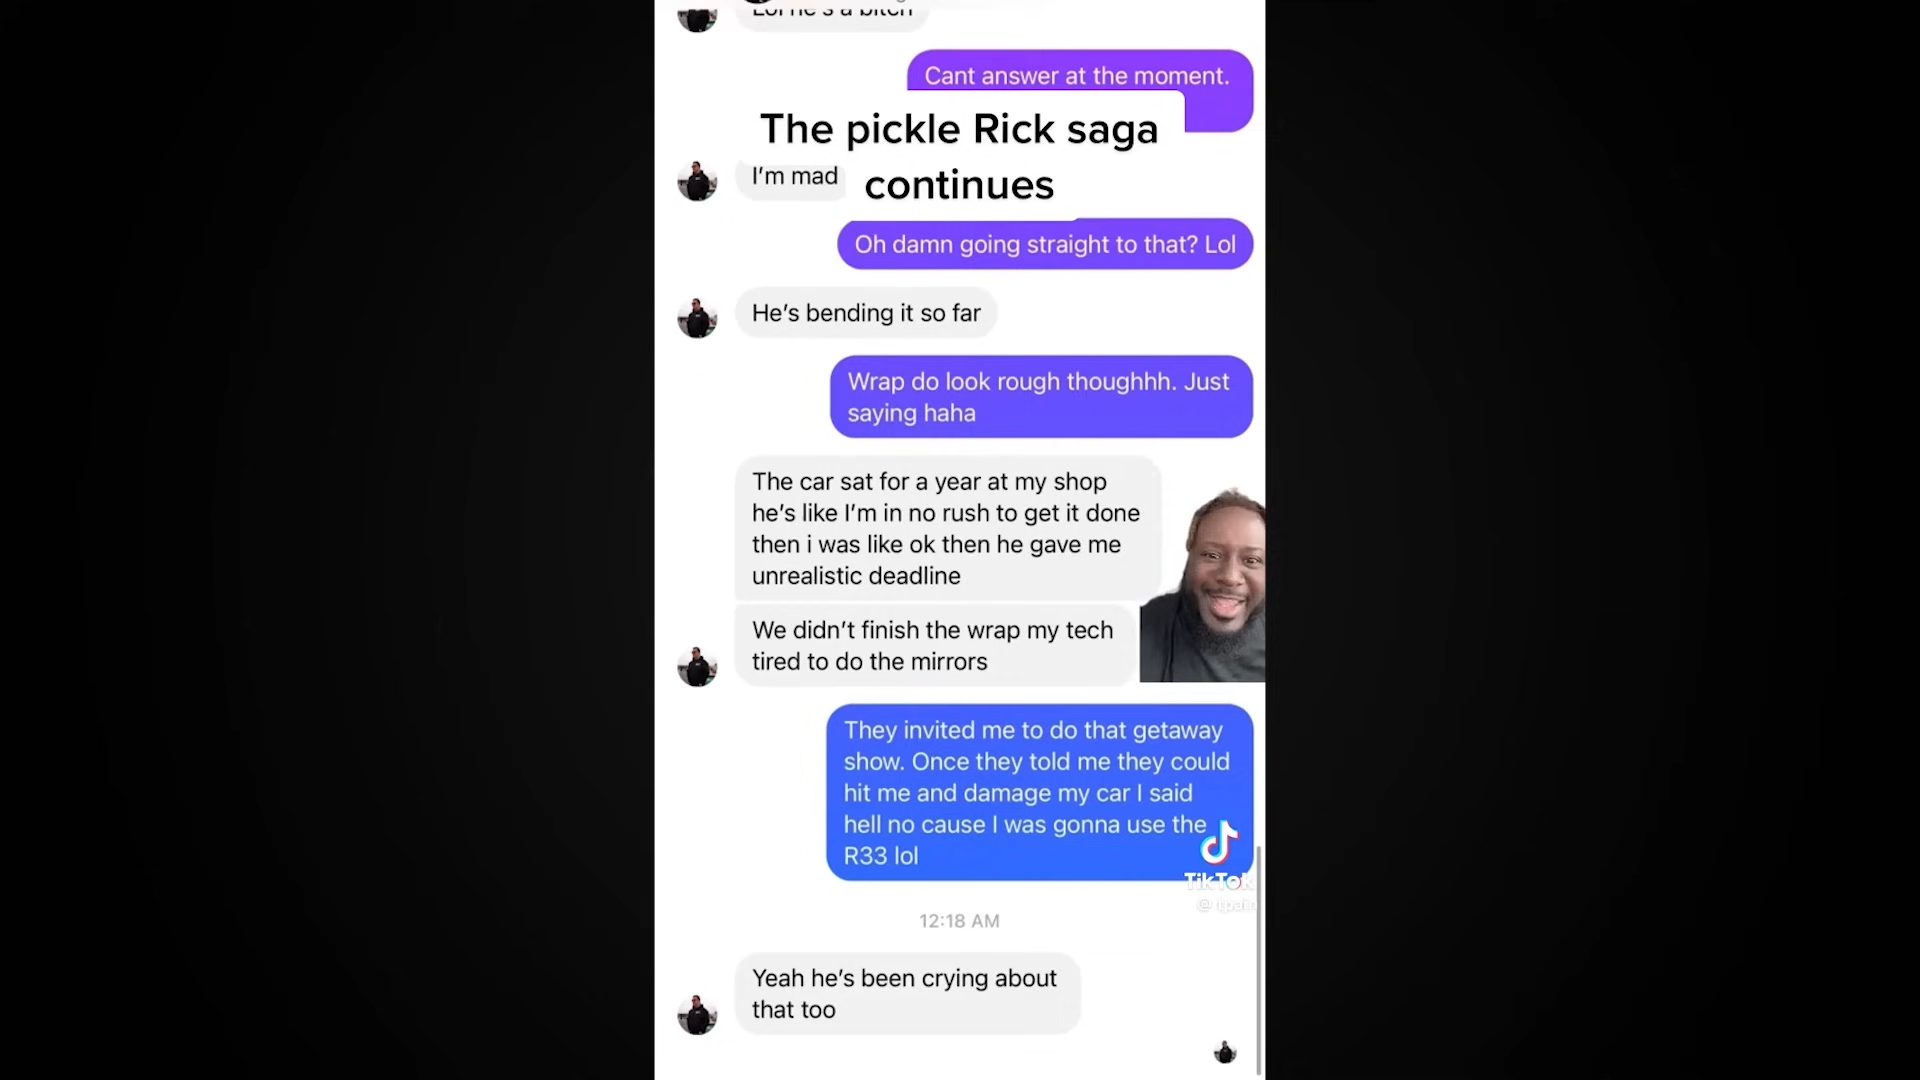 Lol he's a bitch
Cant answer at the moment.
The pickle Rick saga
continues
I'm mad
Oh damn going straight to that? Lol
He's bending it so far
Wrap do look rough thoughhh. Just
saying haha
The car sat for a year at my shop
he's like I'm in no rush to get it done
then i was like ok then he gave me
unrealistic deadline
We didn't finish the wrap my tech
tired to do the mirrors
They invited me to do that getaway
show. Once they told me they could
hit me and damage my car I said
hell no cause I was gonna use the
R33 lol
TikTok
@ tpain
12:18 AM
Yeah he's been crying about
that too